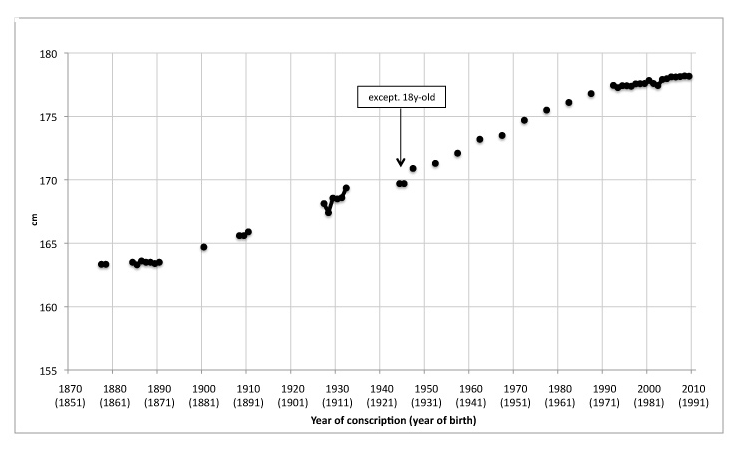 180
except. 18y-old
175
170
cm
165
160
155
1870 1880 1890 1900 1910 1920 1930 1940 1950 1960 1970 1980 1990 2000 2010
(1851) (1861) (1871) (1881) (1891) (1901) (1911) (1921) (1931) (1941) (1951) (1961) (1971) (1981) (1991)
Year of conscription (year of birth)